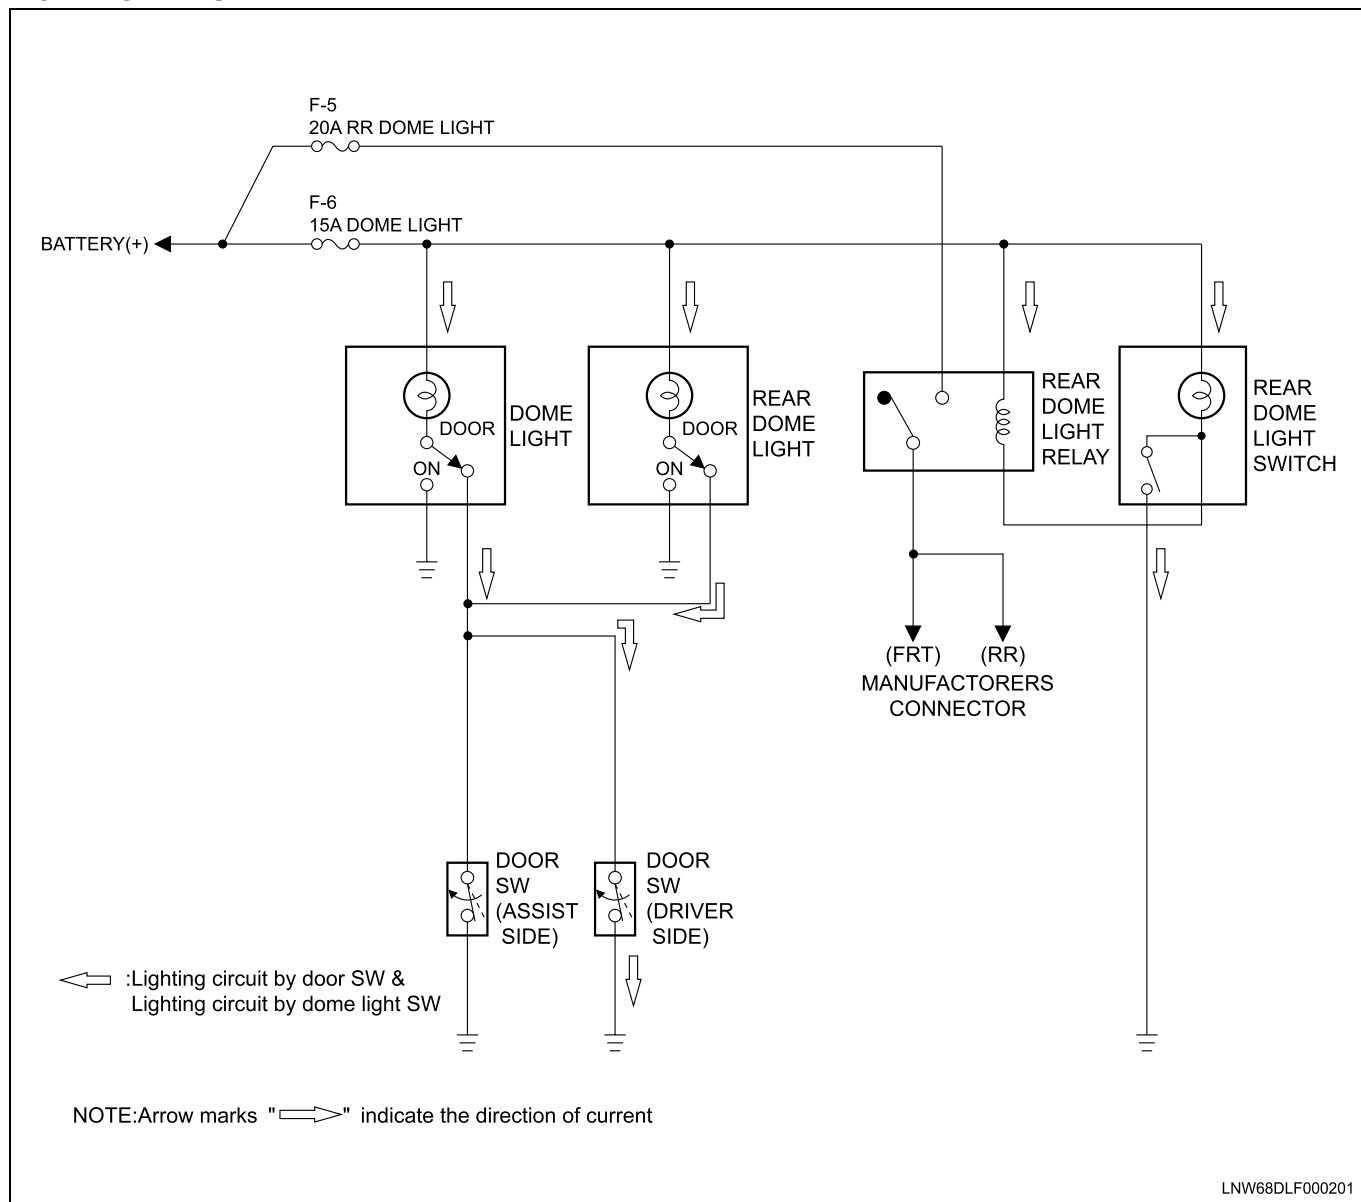 F-5
20A RR DOME LIGHT
F-6
15A DOME LIGHT
BATTERY(+)
DOOR
ON
DOME
LIGHT
DOOR
ON
REAR
DOME
LIGHT
REAR
DOME
LIGHT
RELAY
REAR
DOME
LIGHT
SWITCH
(FRT)
(RR)
MANUFACTORERS
CONNECTOR
DOOR
SW
(ASSIST
SIDE)
DOOR
SW
(DRIVER
SIDE)
:Lighting circuit by door SW &
Lighting circuit by dome light SW
NOTE:Arrow marks " " indicate the direction of current
LNW68DLF000201